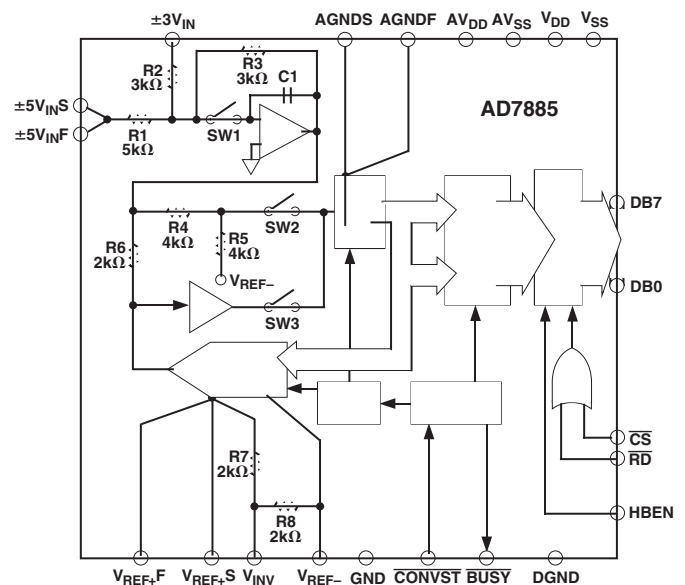 ±3VIN
AGNDS
AGNDF
AVDD
AVSS
VDD
VSS
R2
3kΩ
R3
3kΩ
C1
AD7885
±5VINS
±5VINF
R1
5kΩ
SW1
DB7
R4
4kΩ
SW2
R6
2kΩ
R5
4kΩ
VREF–
DB0
SW3
CS
RD
R7
2kΩ
R8
2kΩ
HBEN
VREF+F
VREF+S
VINV
VREF–
GND
CONVST
BUSY
DGND